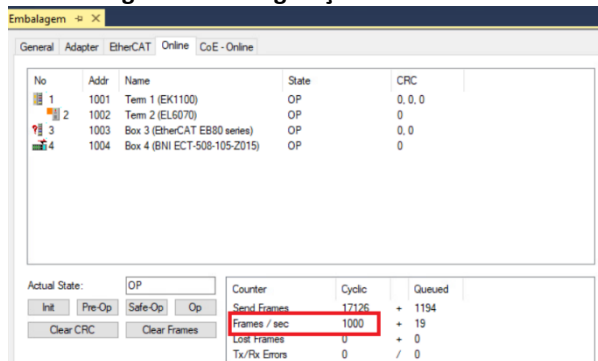 Embalagem
General Adapter EtherCAT Online CoE - Online
No Addr Name State CRC
1 1001 Term 1 (EK1100) OP 0, 0, 0
2 1002 Term 2 (EL6070) OP 0
3 1003 Box 3 (EtherCAT EB80 series) OP 0, 0
4 1004 Box 4 (BNI ECT-508-105-Z015) OP 0
Actual State: OP Counter Cyclic Queued
Init Pre-Op Safe-Op Op Send Frames 17126 + 1194
Clear CRC Clear Frames Frames / sec 1000 + 19
Lost Frames 0 + 0
Tx/Rx Errors 0 / 0